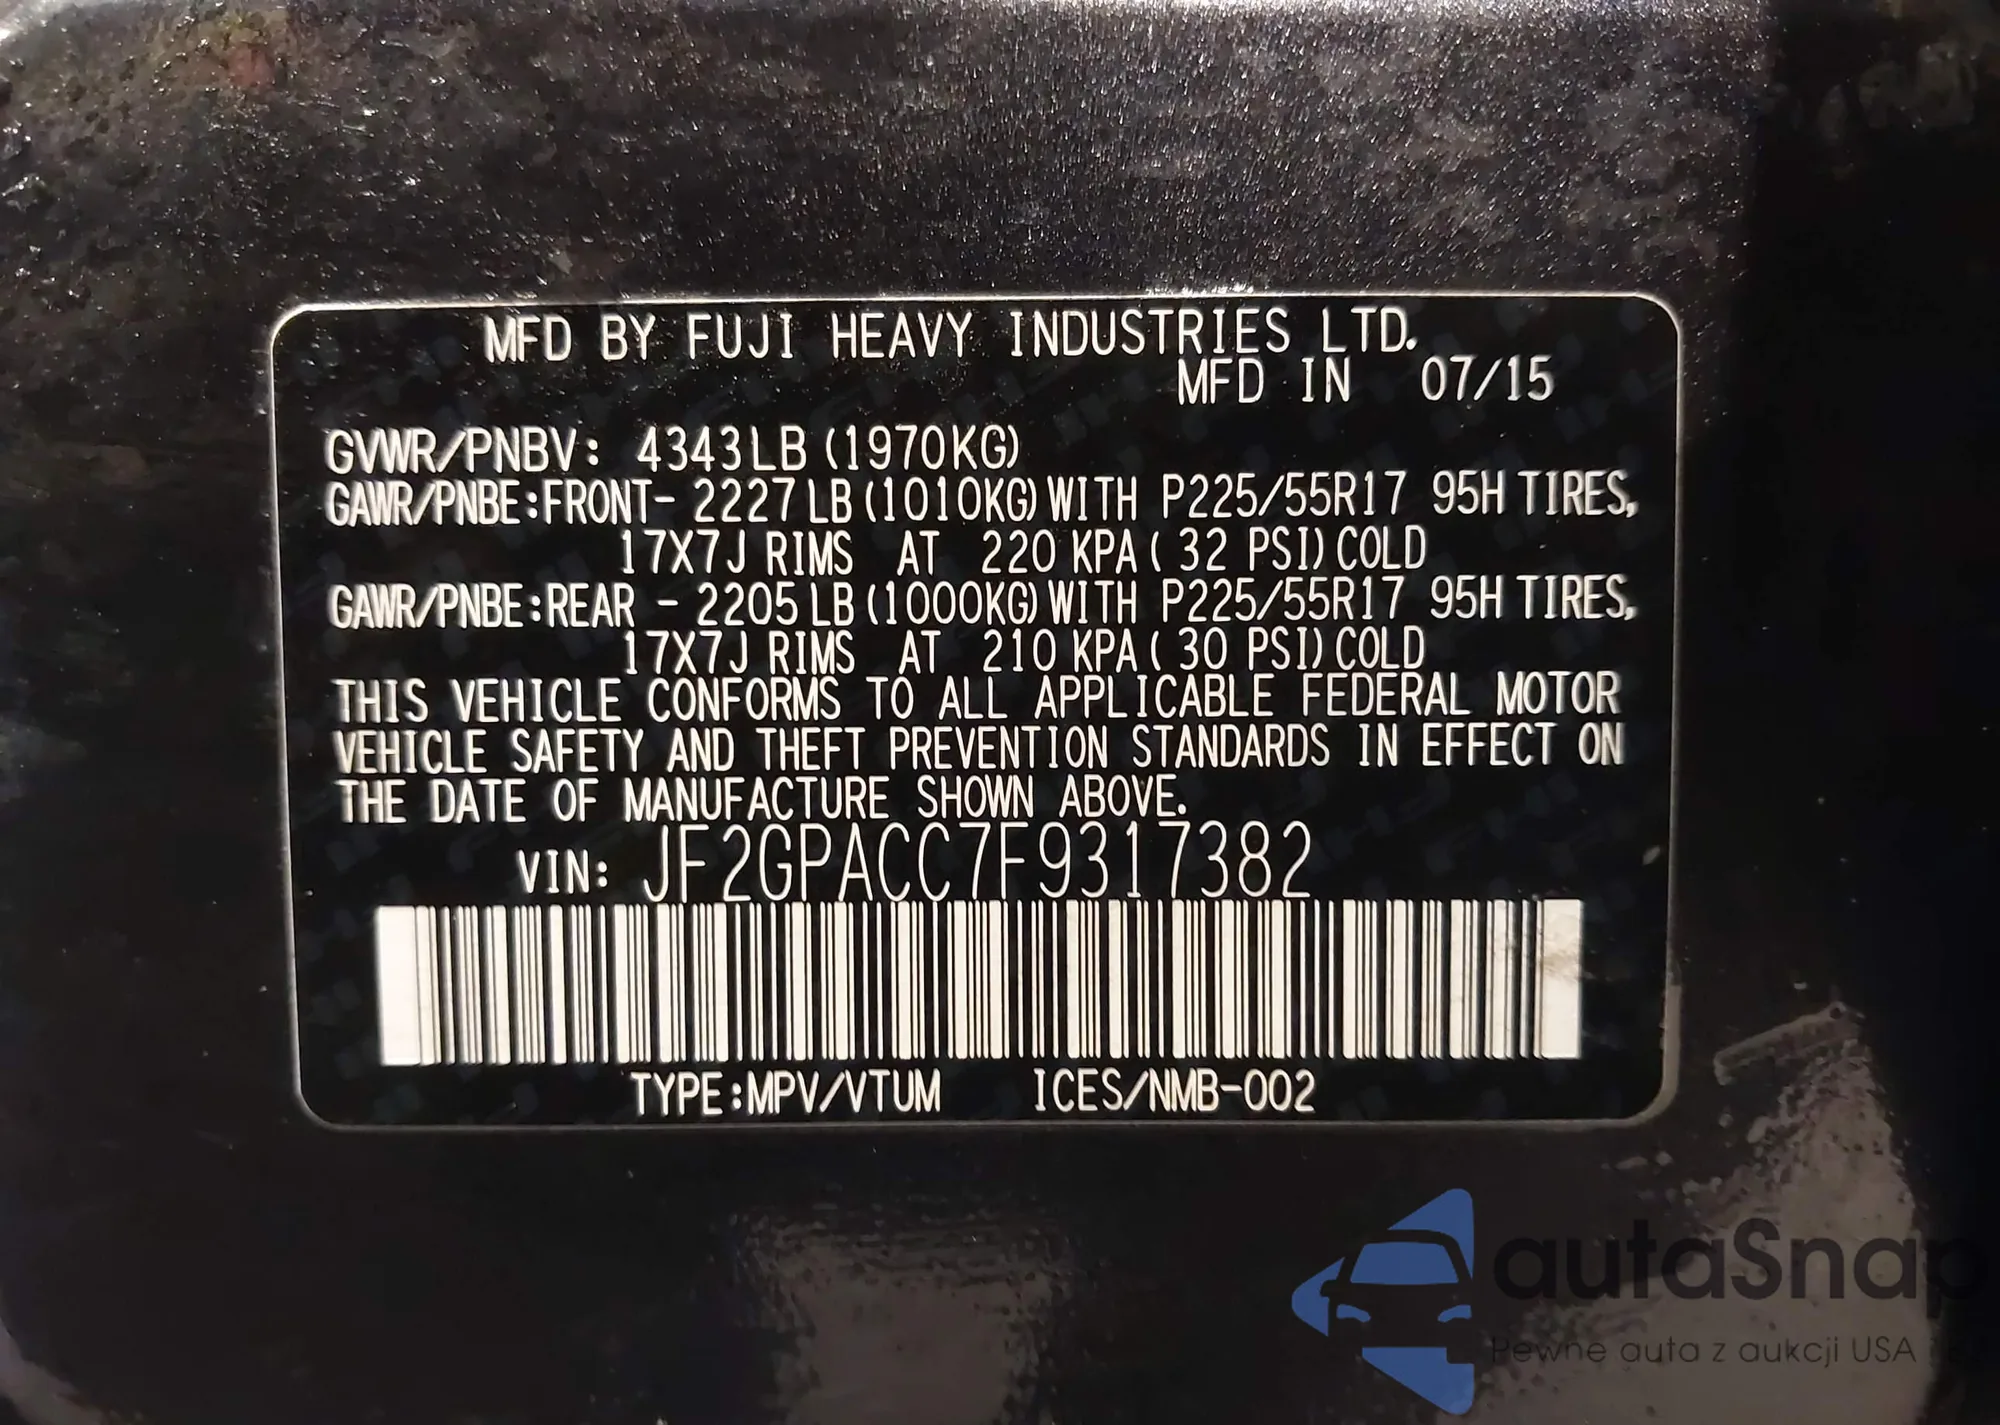 MFD BY FUJI HEAVY INDUSTRIES LTD.
MFD IN 07/15
GVWR/PNBV: 4343LB (1970KG)
GAWR/PNBE:FRONT- 2227LB (1010KG) WITH P225/55R17 95H TIRES,
17X7J RIMS AT 220 KPA ( 32 PSI) COLD
GAWR/PNBE:REAR - 2205LB (1000KG) WITH P225/55R17 95H TIRES,
17X7J RIMS AT 210 KPA ( 30 PSI) COLD
THIS VEHICLE CONFORMS TO ALL APPLICABLE FEDERAL MOTOR
VEHICLE SAFETY AND THEFT PREVENTION STANDARDS IN EFFECT ON
THE DATE OF MANUFACTURE SHOWN ABOVE.
VIN: JF2GPACC7F9317382
TYPE:MPV/VTUM ICES/NMB-002
autaSnap
Pewne auta z aukcji USA